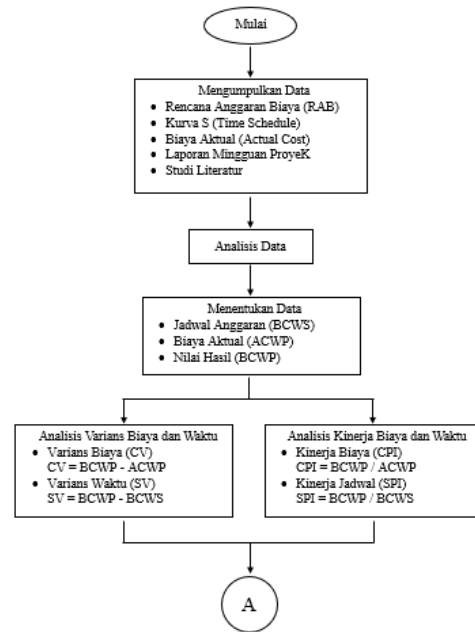 Mulai
Mengumpulkan Data
• Rencana Anggaran Biaya (RAB)
• Kurva S (Time Schedule)
• Biaya Aktual (Actual Cost)
• Laporan Mingguan ProyeK
• Studi Literatur
Analisis Data
Menentukan Data
• Jadwal Anggaran (BCWS)
• Biaya Aktual (ACWP)
• Nilai Hasil (BCWP)
Analisis Varians Biaya dan Waktu
• Varians Biaya (CV)
CV = BCWP - ACWP
• Varians Waktu (SV)
SV = BCWP - BCWS
Analisis Kinerja Biaya dan Waktu
• Kinerja Biaya (CPI)
CPI = BCWP / ACWP
• Kinerja Jadwal (SPI)
SPI = BCWP / BCWS
A